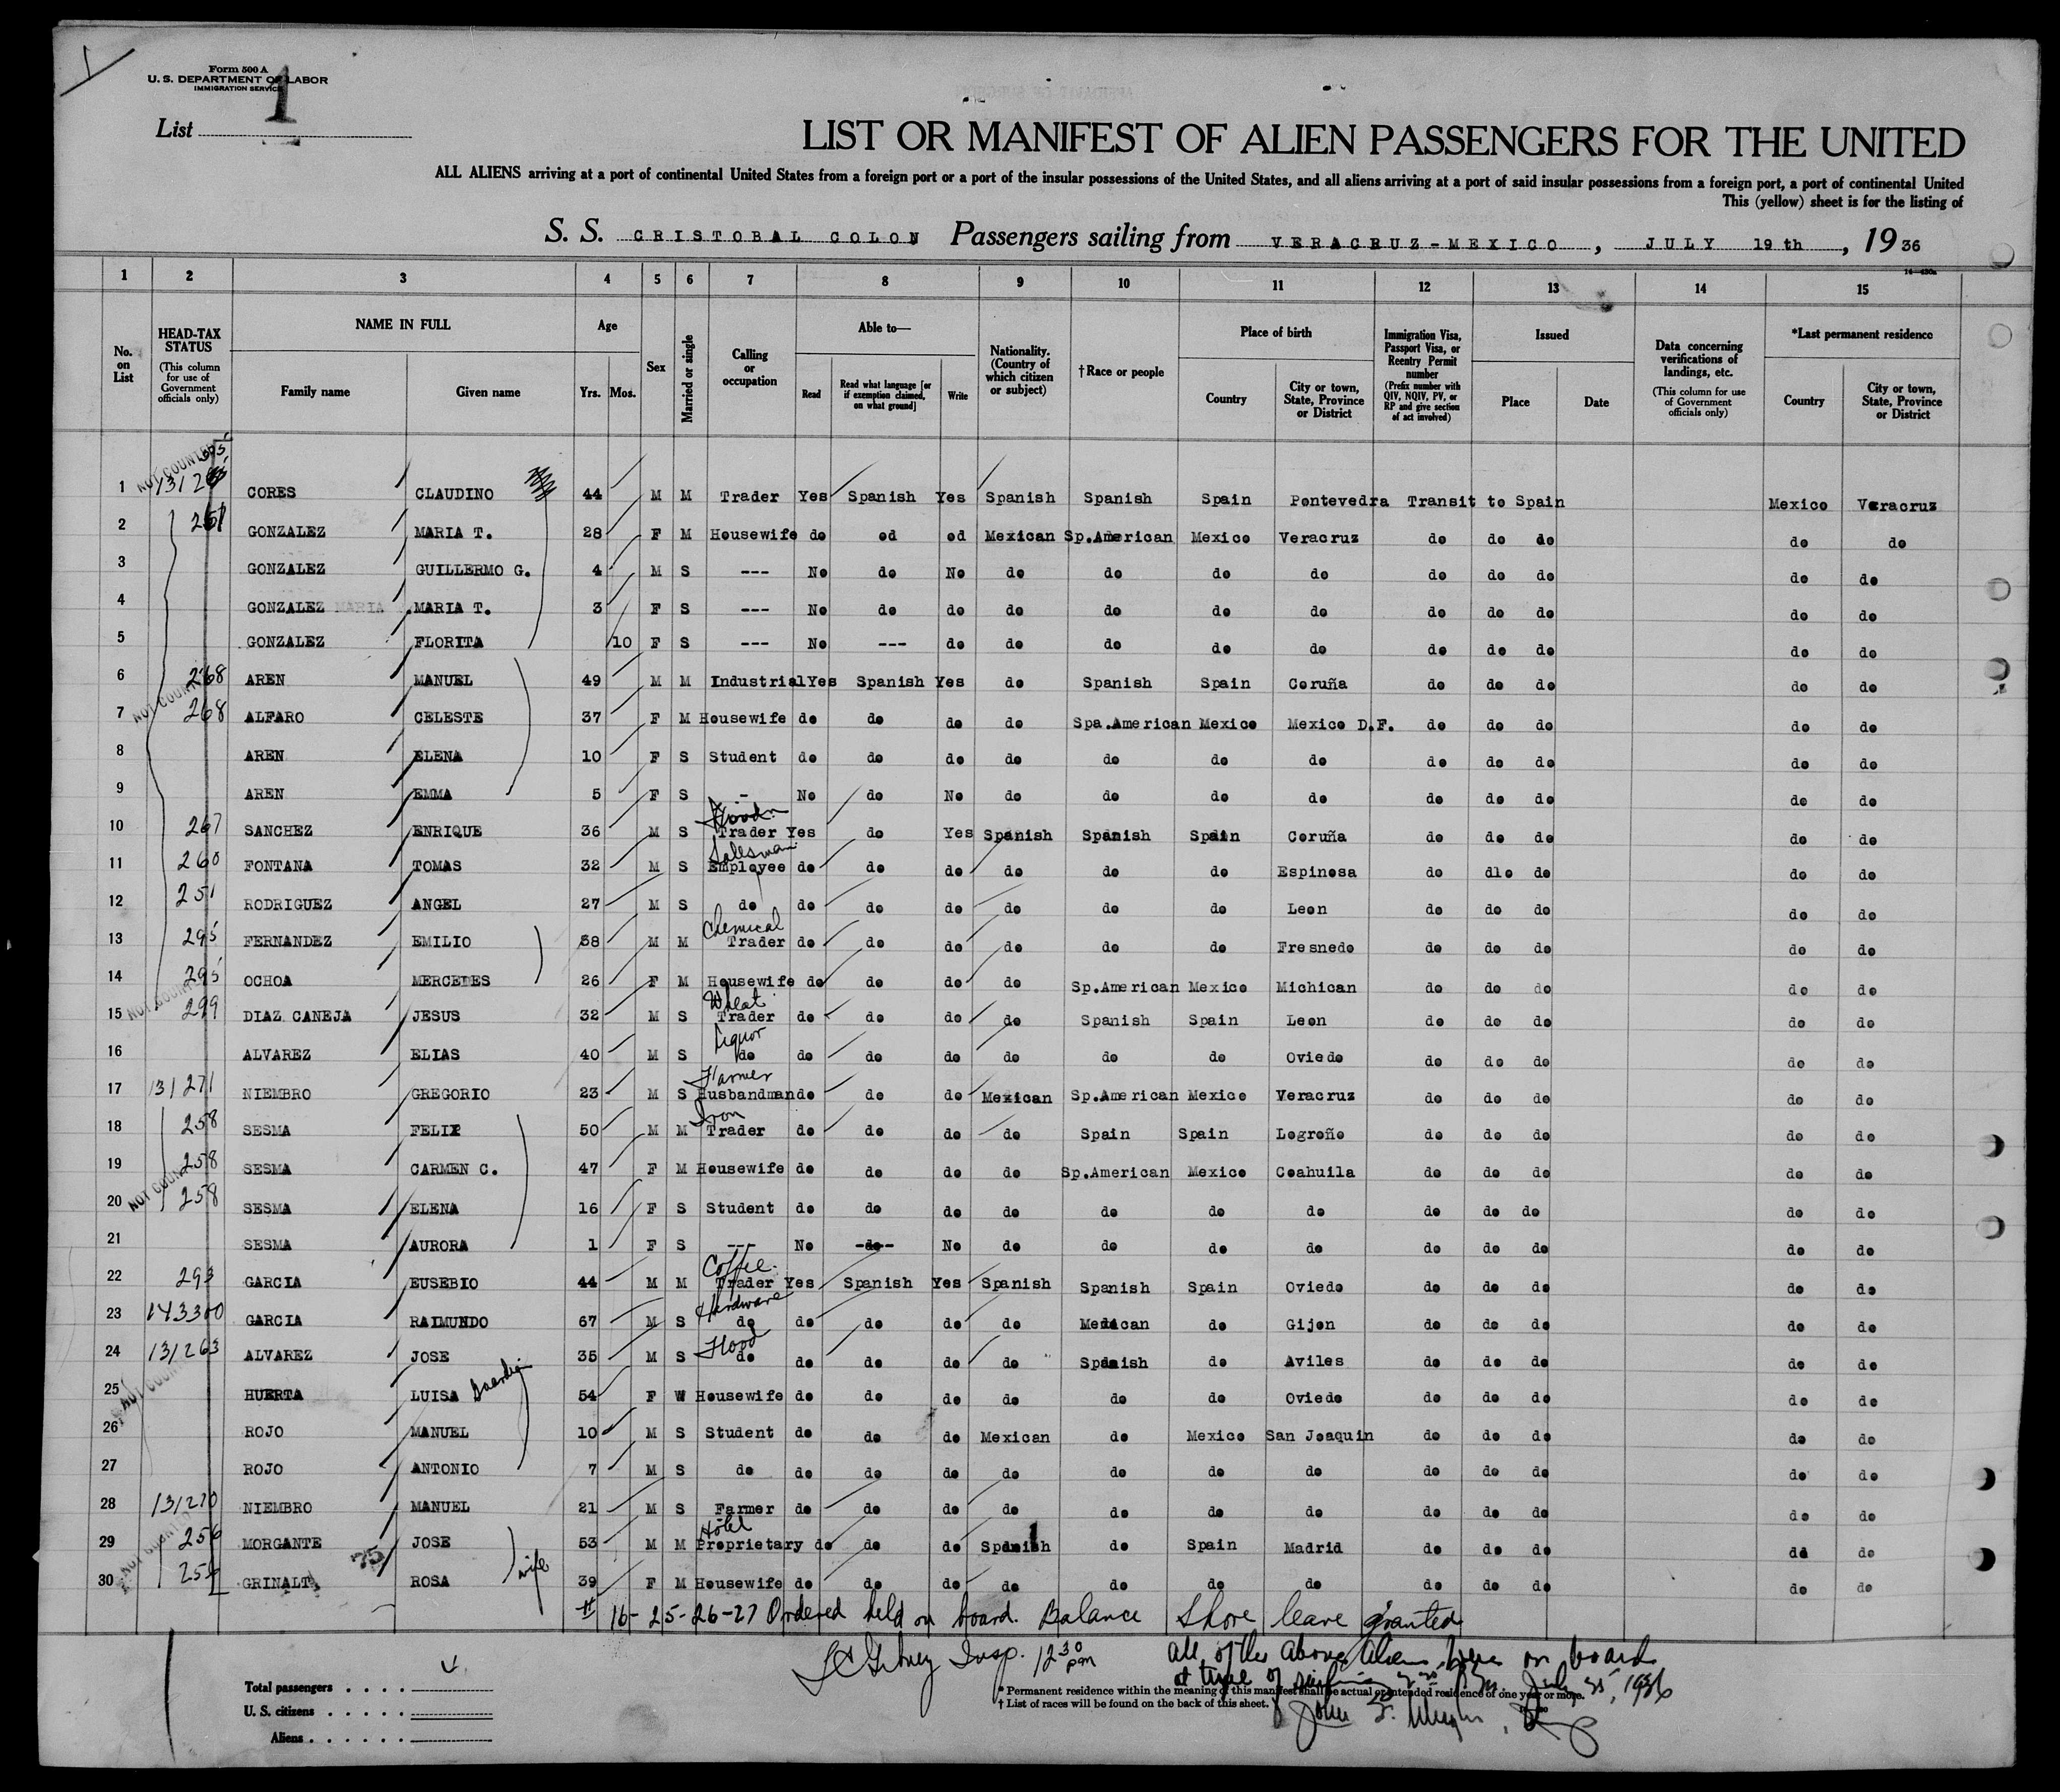 Form 500 A
U. S. DEPARTMENT OF LABOR
IMMIGRATION SERVICE
1
List
LIST OR MANIFEST OF ALIEN PASSENGERS FOR THE UNITED
ALL ALIENS arriving at a port of continental United States from a foreign port or a port of the insular possessions of the United States, and all aliens arriving at a port of said insular possessions from a foreign port, a port of continental United
This (yellow) sheet is for the listing of
S. S. CRISTOBAL COLON Passengers sailing from VERACRUZ-MEXICO, JULY 19th, 1936
1 2 3 4 5 6 7 8 9 10 11 12 13 14 15
No. on List
HEAD-TAX STATUS (This column for use of Government officials only)
NAME IN FULL Family name Given name
Age Yrs. Mos.
Sex
Married or single
Calling or occupation
Able to— Read Read what language [or if exemption claimed, on what ground] Write
Nationality. (Country of which citizen or subject)
†Race or people
Place of birth Country City or town, State, Province or District
Immigration Visa, Passport Visa, or Reentry Permit number (Prefix number with QIV, NQIV, PV, or RP and give section of act involved)
Issued Place Date
Data concerning verifications of landings, etc. (This column for use of Government officials only)
*Last permanent residence Country City or town, State, Province or District
1 CORES CLAUDINO 44 M M Trader Yes Spanish Yes Spanish Spanish Spain Pontevedra Transit to Spain Mexico Veracruz
2 GONZALEZ MARIA T. 28 F M Housewife do od od Mexican Sp.American Mexico Veracruz do do do do do
3 GONZALEZ GUILLERMO G. 4 M S --- No do No do do do do do do do do do
4 GONZALEZ MARIA T. 3 F S --- No do do do do do do do do do do do
5 GONZALEZ FLORITA 10 F S --- No --- do do do do do do do do do do
6 268 AREN MANUEL 49 M M Industrial Yes Spanish Yes do Spanish Spain Coruña do do do do do
7 268 ALFARO CELESTE 37 F M Housewife do do do do Spa.American Mexico Mexico D.F. do do do do do
8 AREN ELENA 10 F S Student do do do do do do do do do do do do
9 AREN EMMA 5 F S - No do No do do do do do do do do do
10 267 SANCHEZ ENRIQUE 36 M S Food Trader Yes do Yes Spanish Spanish Spain Coruña do do do do do
11 260 FONTANA TOMAS 32 M S Salesman Employee do do do do do do Espinosa do dlo do do do
12 251 RODRIGUEZ ANGEL 27 M S do do do do do do do Leon do do do do do
13 295 FERNANDEZ EMILIO 38 M M Chemical Trader do do do do do do Fresnedo do do do do do
14 295 OCHOA MERCEDES 26 F M Housewife do do do do Sp.American Mexico Michican do do do do do
15 299 DIAZ CANEJA JESUS 32 M S Wheat Trader do do do do Spanish Spain Leon do do do do do
16 ALVAREZ ELIAS 40 M S Liquor do do do do do do do Oviedo do do do do do
17 131271 NIEMBRO GREGORIO 23 M S Farmer Husbandman do do do Mexican Sp.American Mexico Veracruz do do do do do
18 258 SESMA FELIX 50 M M Iron Trader do do do do Spain Spain Logroño do do do do do
19 258 SESMA CARMEN C. 47 F M Housewife do do do do Sp.American Mexico Coahuila do do do do do
20 258 SESMA ELENA 16 F S Student do do do do do do do do do do do do
21 SESMA AURORA 1 F S --- No -do- No do do do do do do do do do
22 293 GARCIA EUSEBIO 44 M M Coffee Trader Yes Spanish Yes Spanish Spanish Spain Oviedo do do do do do
23 143300 GARCIA RAIMUNDO 67 M S Hardware do do do do do Mexican do Gijon do do do do do
24 131263 ALVAREZ JOSE 35 M S Food do do do do do Spanish do Aviles do do do do do
25 HUERTA LUISA 54 F W Housewife do do do do do do Oviedo do do do do do
26 ROJO MANUEL 10 M S Student do do do Mexican do Mexico San Joaquin do do do do do
27 ROJO ANTONIO 7 M S do do do do do do do do do do do do do
28 131270 NIEMBRO MANUEL 21 M S Farmer do do do do do do do do do do do do
29 256 MORGANTE JOSE 53 M M Hotel Proprietary do do do Spanish do Spain Madrid do do do do do
30 256 GRINALT ROSA wife 39 F M Housewife do do do do do do do do do do do do
# 16-25-26-27 Ordered held on board. Balance shore leave granted
Insp. 12 30 pm
All of the above aliens were on board
at time of sailing July 25, 1936
Total passengers
U. S. citizens
Aliens
* Permanent residence within the meaning of this manifest shall be actual or intended residence of one year or more.
† List of races will be found on the back of this sheet.